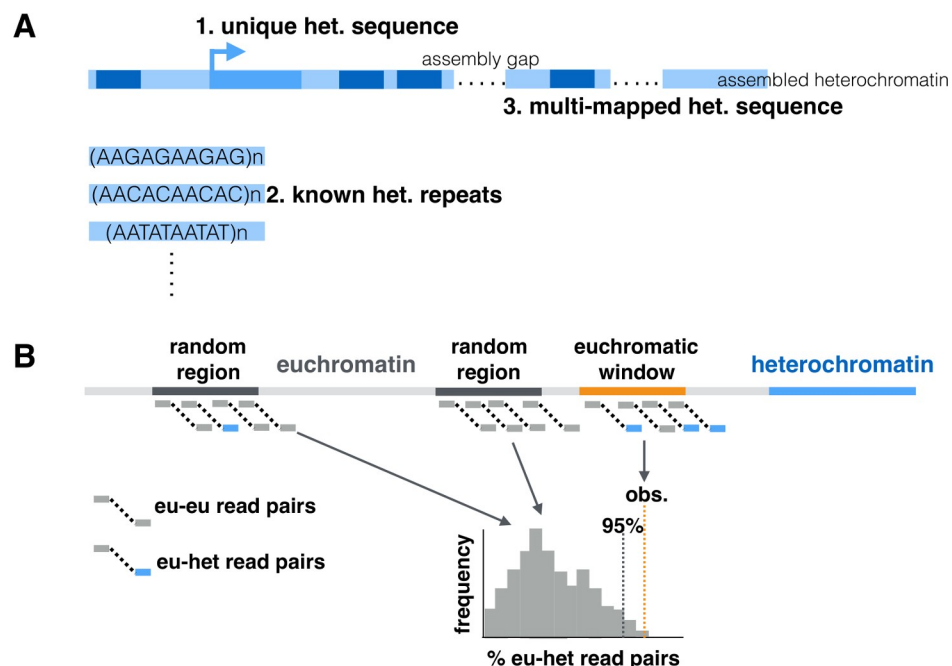 A
1. unique het. sequence
assembly gap
assembled heterochromatin
3. multi-mapped het. sequence
(AAGAGAAGAG)n
(AACACAACAC)n
2. known het. repeats
(AATATAATAT)n
B
random
region
euchromatin
random
region
euchromatic
window
heterochromatin
eu-eu read pairs
eu-het read pairs
obs.
95%
frequency
% eu-het read pairs